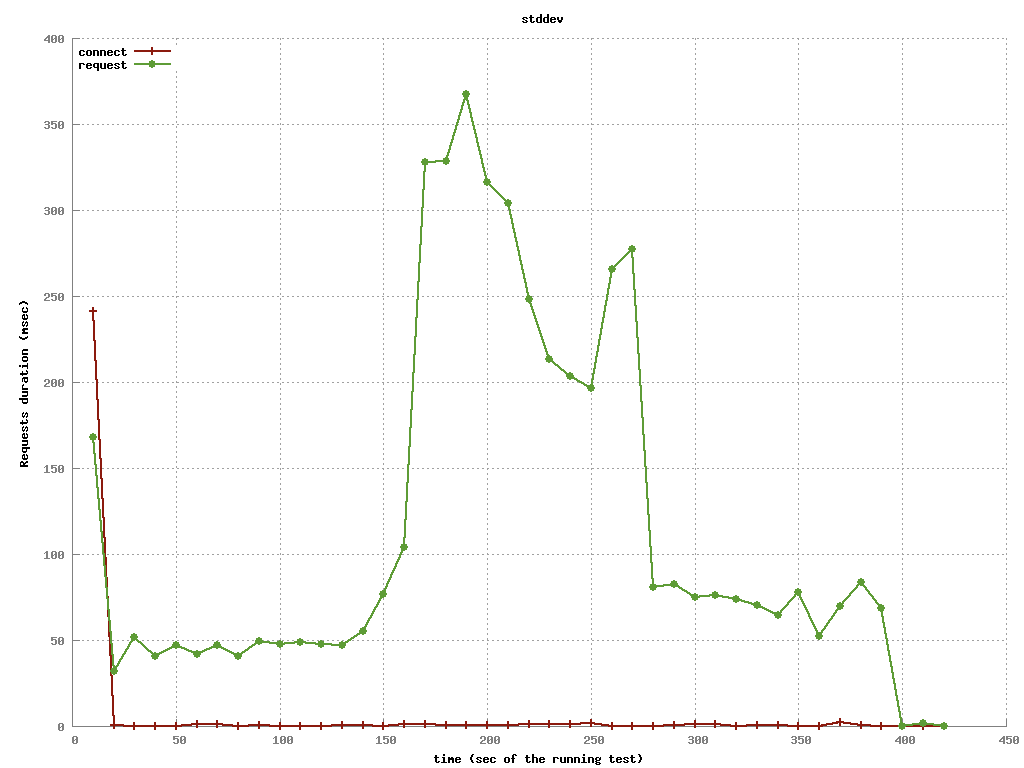 stddev
connect
request
400
350
300
250
200
150
100
50
0
Requests duration (msec)
0 50 100 150 200 250 300 350 400 450
time (sec of the running test)